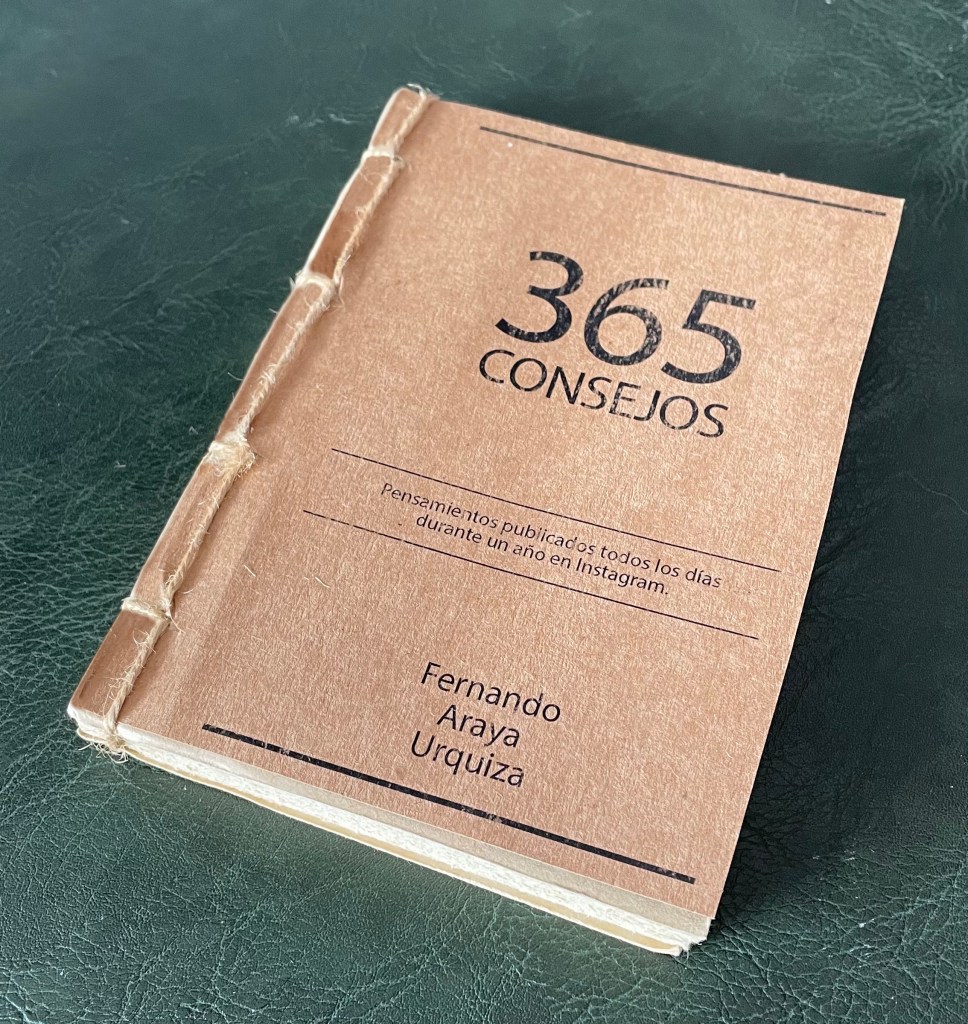 365
CONSEJOS
Pensamientos publicados todos los días
durante un año en Instagram.
Fernando
Araya
Urquiza